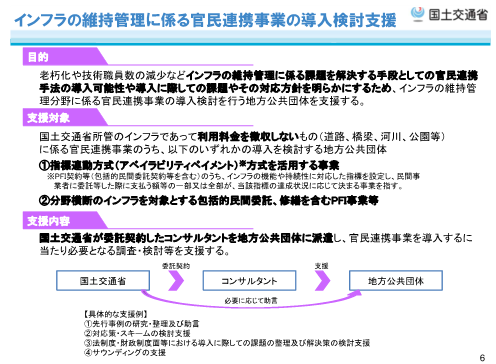 インフラの維持管理に係る官民連携事業の導入検討支援
国土交通省
目的
老朽化や技術職員数の減少などインフラの維持管理に係る課題を解決する手段としての官民連携
手法の導入可能性や導入に際しての課題やその対応方針を明らかにするため、インフラの維持管
理分野に係る官民連携事業の導入検討を行う地方公共団体を支援する。
支援対象
国土交通省所管のインフラであって利用料金を徴収しないもの（道路、橋梁、河川、公園等）
に係る官民連携事業のうち、以下のいずれかの導入を検討する地方公共団体
①指標連動方式（アベイラビリティペイメント）※方式を活用する事業
※PFI契約等（包括的民間委託契約等を含む）のうち、インフラの機能や持続性に対応した指標を設定し、民間事
業者に委託等した際に支払う額等の一部又は全部が、当該指標の達成状況に応じて決まる事業を指す。
②分野横断のインフラを対象とする包括的民間委託、修繕を含むPFI事業等
支援内容
国土交通省が委託契約したコンサルタントを地方公共団体に派遣し、官民連携事業を導入するに
当たり必要となる調査・検討等を支援する。
委託契約
支援
国土交通省
コンサルタント
地方公共団体
必要に応じて助言
【具体的な支援例】
①先行事例の研究・整理及び助言
②対応策・スキームの検討支援
③法制度・財政制度面等における導入に際しての課題の整理及び解決策の検討支援
④サウンディングの支援
6